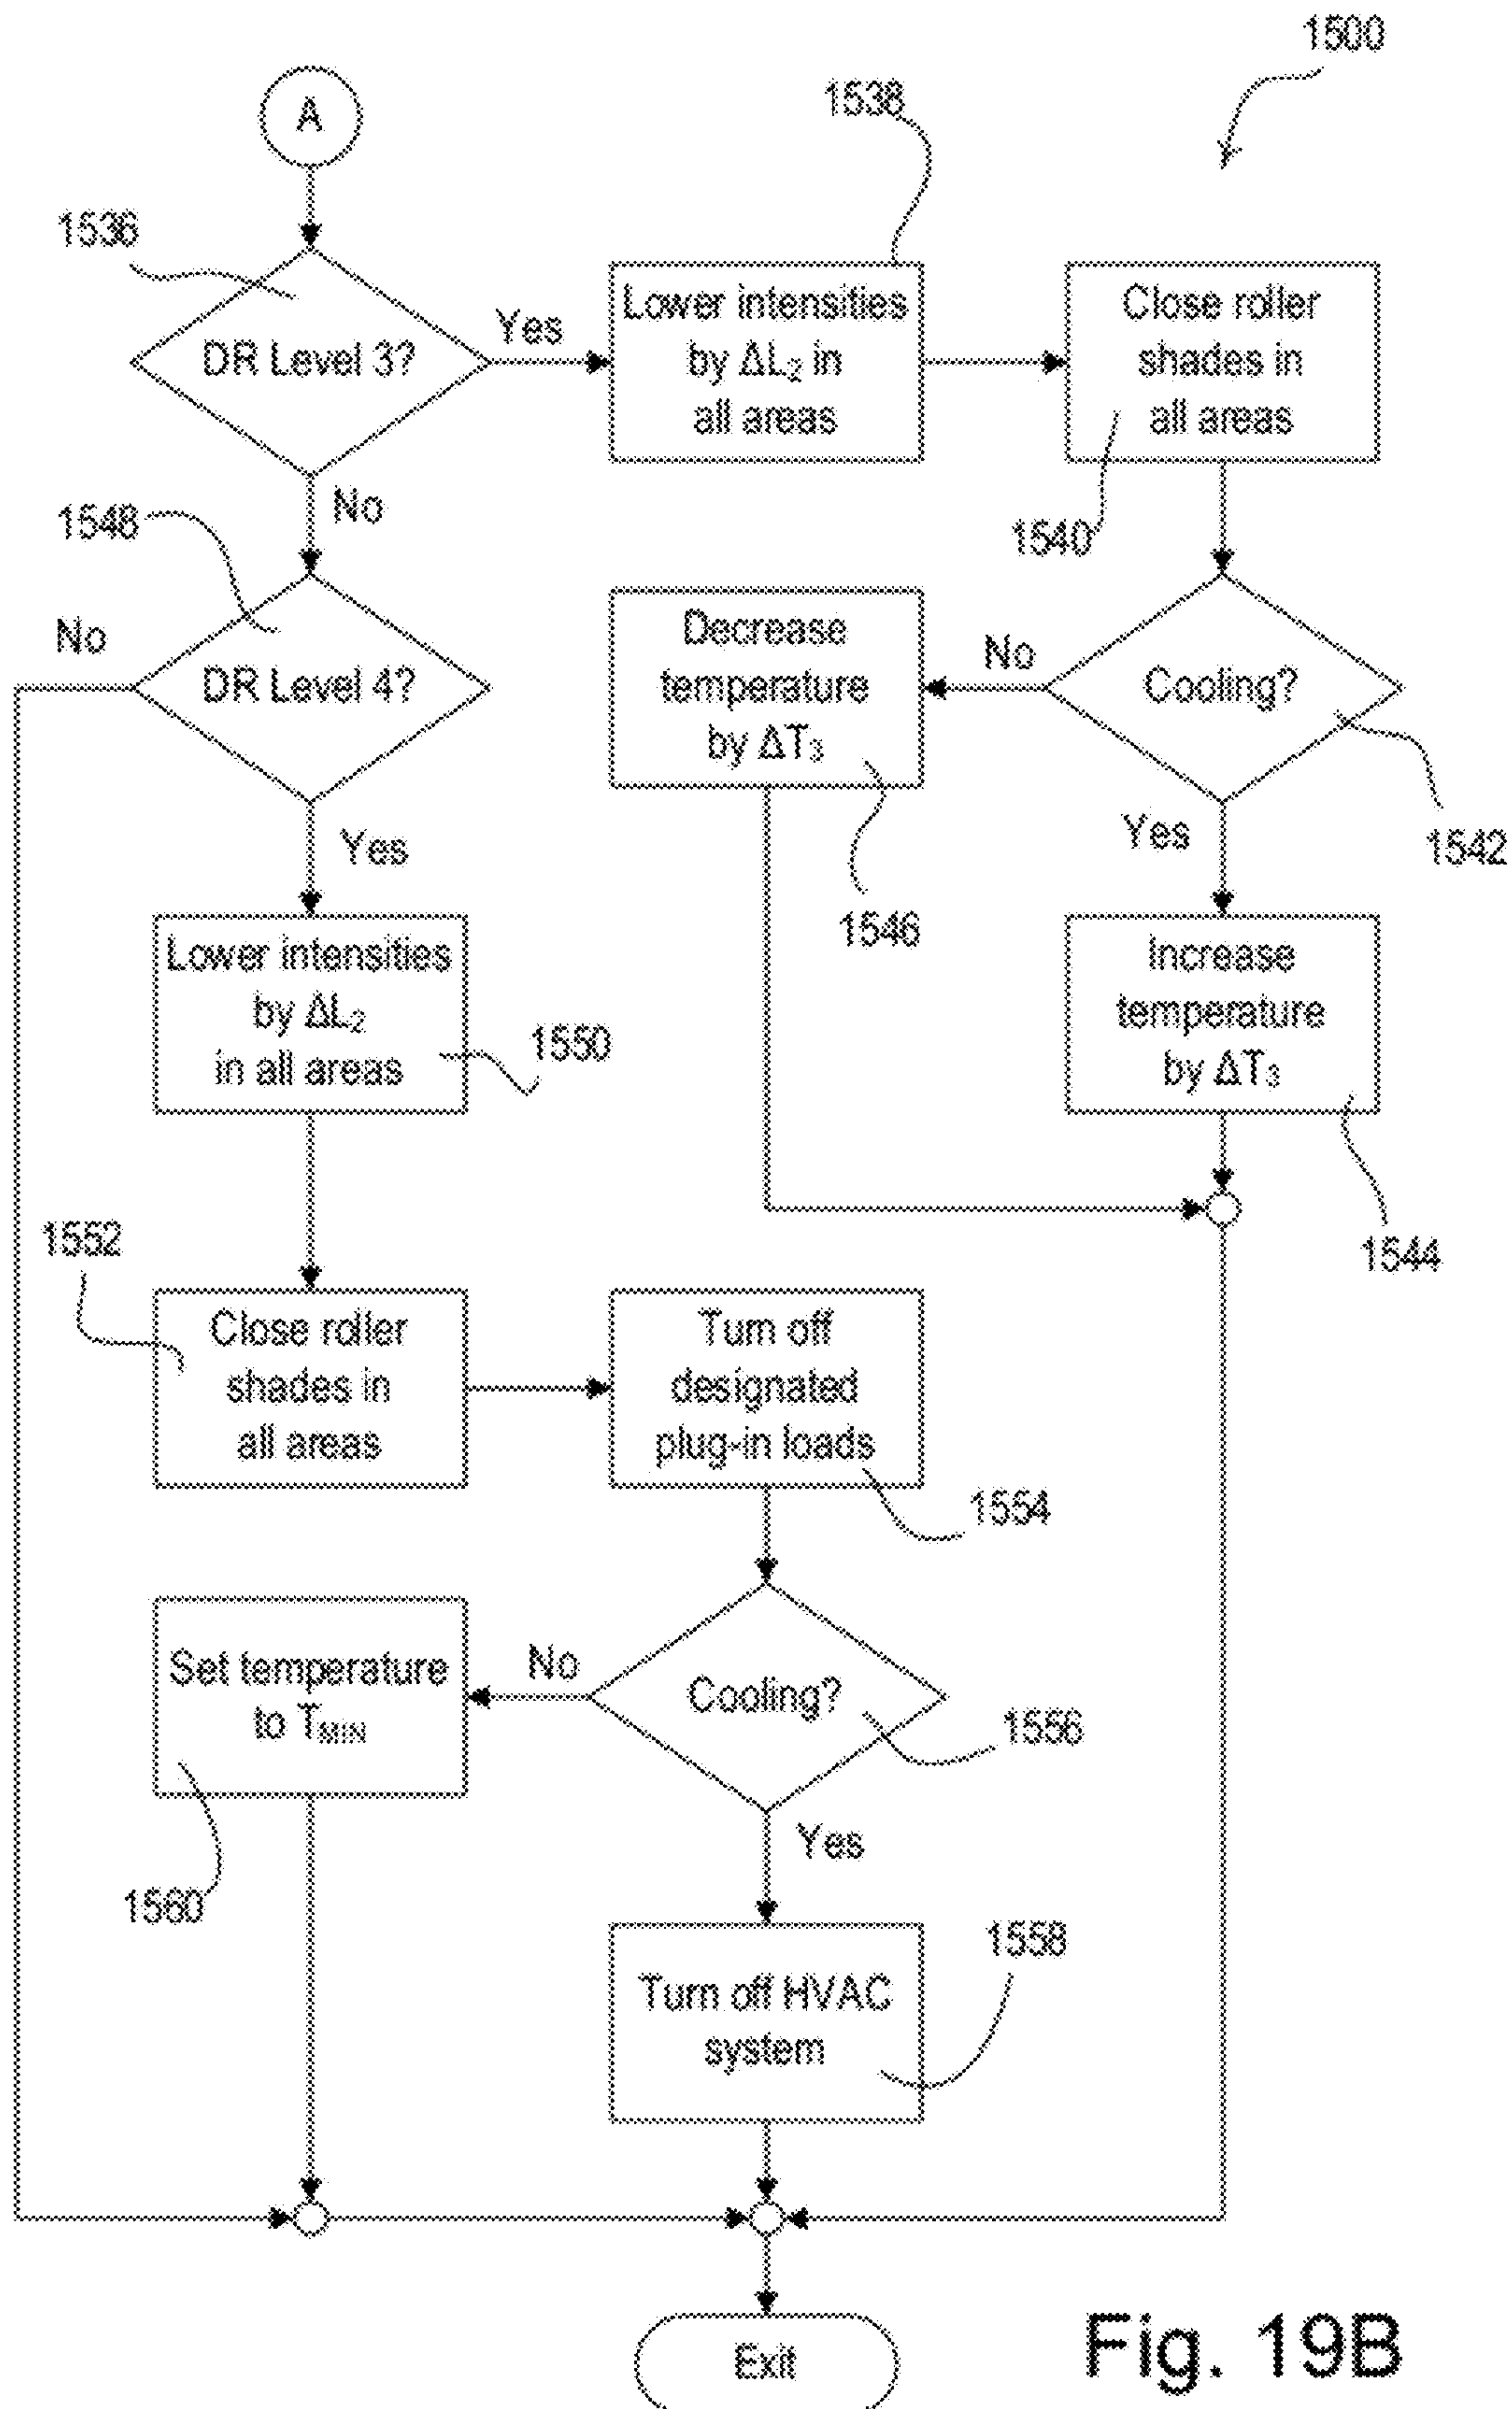 1500
A
1538
1536
DR Level 3?
Yes
Lower intensities
by ΔL₂ in
all areas
Close roller
shades in
all areas
No
1548
1540
No
DR Level 4?
Decrease
temperature
by ΔT₃
No
Cooling?
Yes
1546
Yes
1542
Lower intensities
by ΔL₂
in all areas
1550
Increase
temperature
by ΔT₃
1544
1552
Close roller
shades in
all areas
Turn off
designated
plug-in loads
1554
Set temperature
to TMIN
No
Cooling?
1556
1560
Yes
1558
Turn off HVAC
system
Exit
Fig. 19B